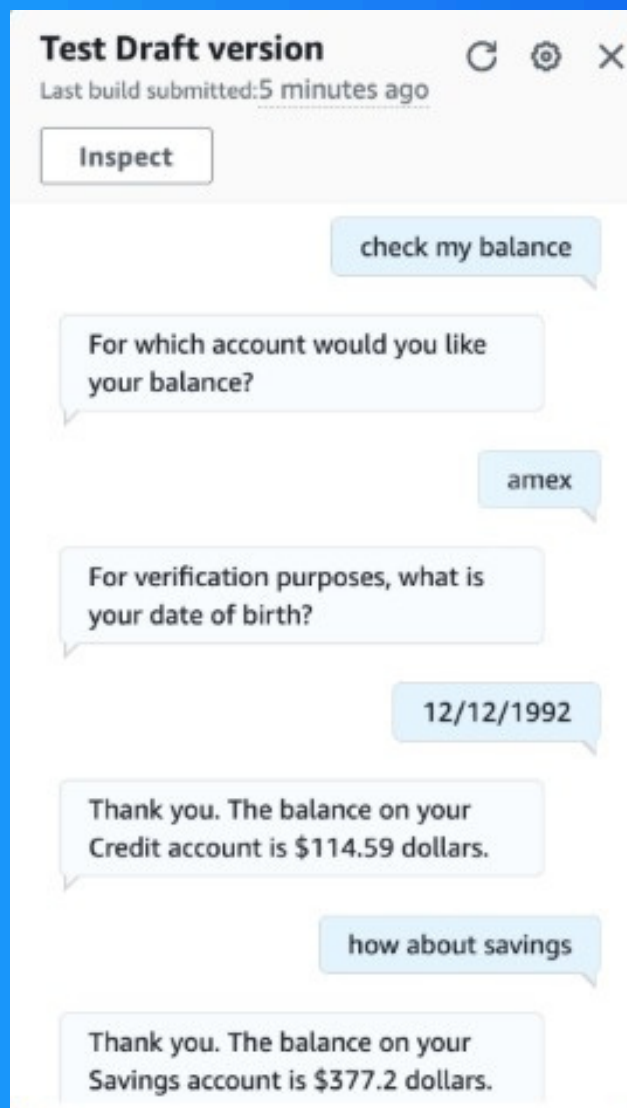 Test Draft version
Last build submitted:5 minutes ago
Inspect
check my balance
For which account would you like
your balance?
amex
For verification purposes, what is
your date of birth?
12/12/1992
Thank you. The balance on your
Credit account is $114.59 dollars.
how about savings
Thank you. The balance on your
Savings account is $377.2 dollars.